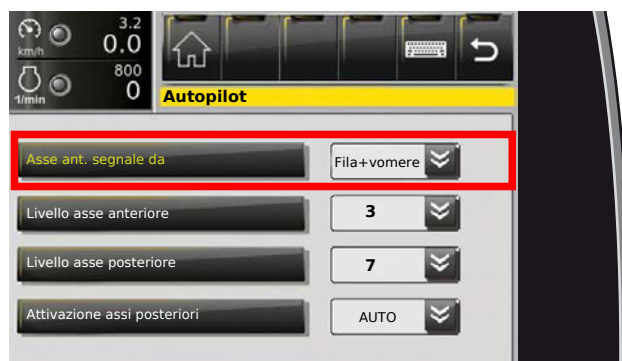 3.2
km/h 0.0
800
1/min 0
Autopilot
Asse ant. segnale da Fila+vomere
Livello asse anteriore 3
Livello asse posteriore 7
Attivazione assi posteriori AUTO